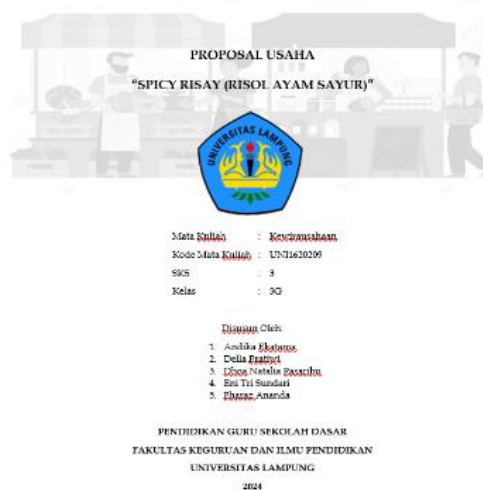 PROPOSAL USAHA
"SPICY RISAY (RISOL AYAM SAYUR)"
UNIVERSITAS LAMPUNG
Mata Kuliah : Kewirausahaan
Kode Mata Kuliah : UNI1620209
SKS : 3
Kelas : 3G
Disusun Oleh:
1. Andika Ekatama
2. Della Pratiwi
3. Dhea Natalia Pasaribu
4. Eni Tri Sundari
5. Pharaz Ananda
PENDIDIKAN GURU SEKOLAH DASAR
FAKULTAS KEGURUAN DAN ILMU PENDIDIKAN
UNIVERSITAS LAMPUNG
2024